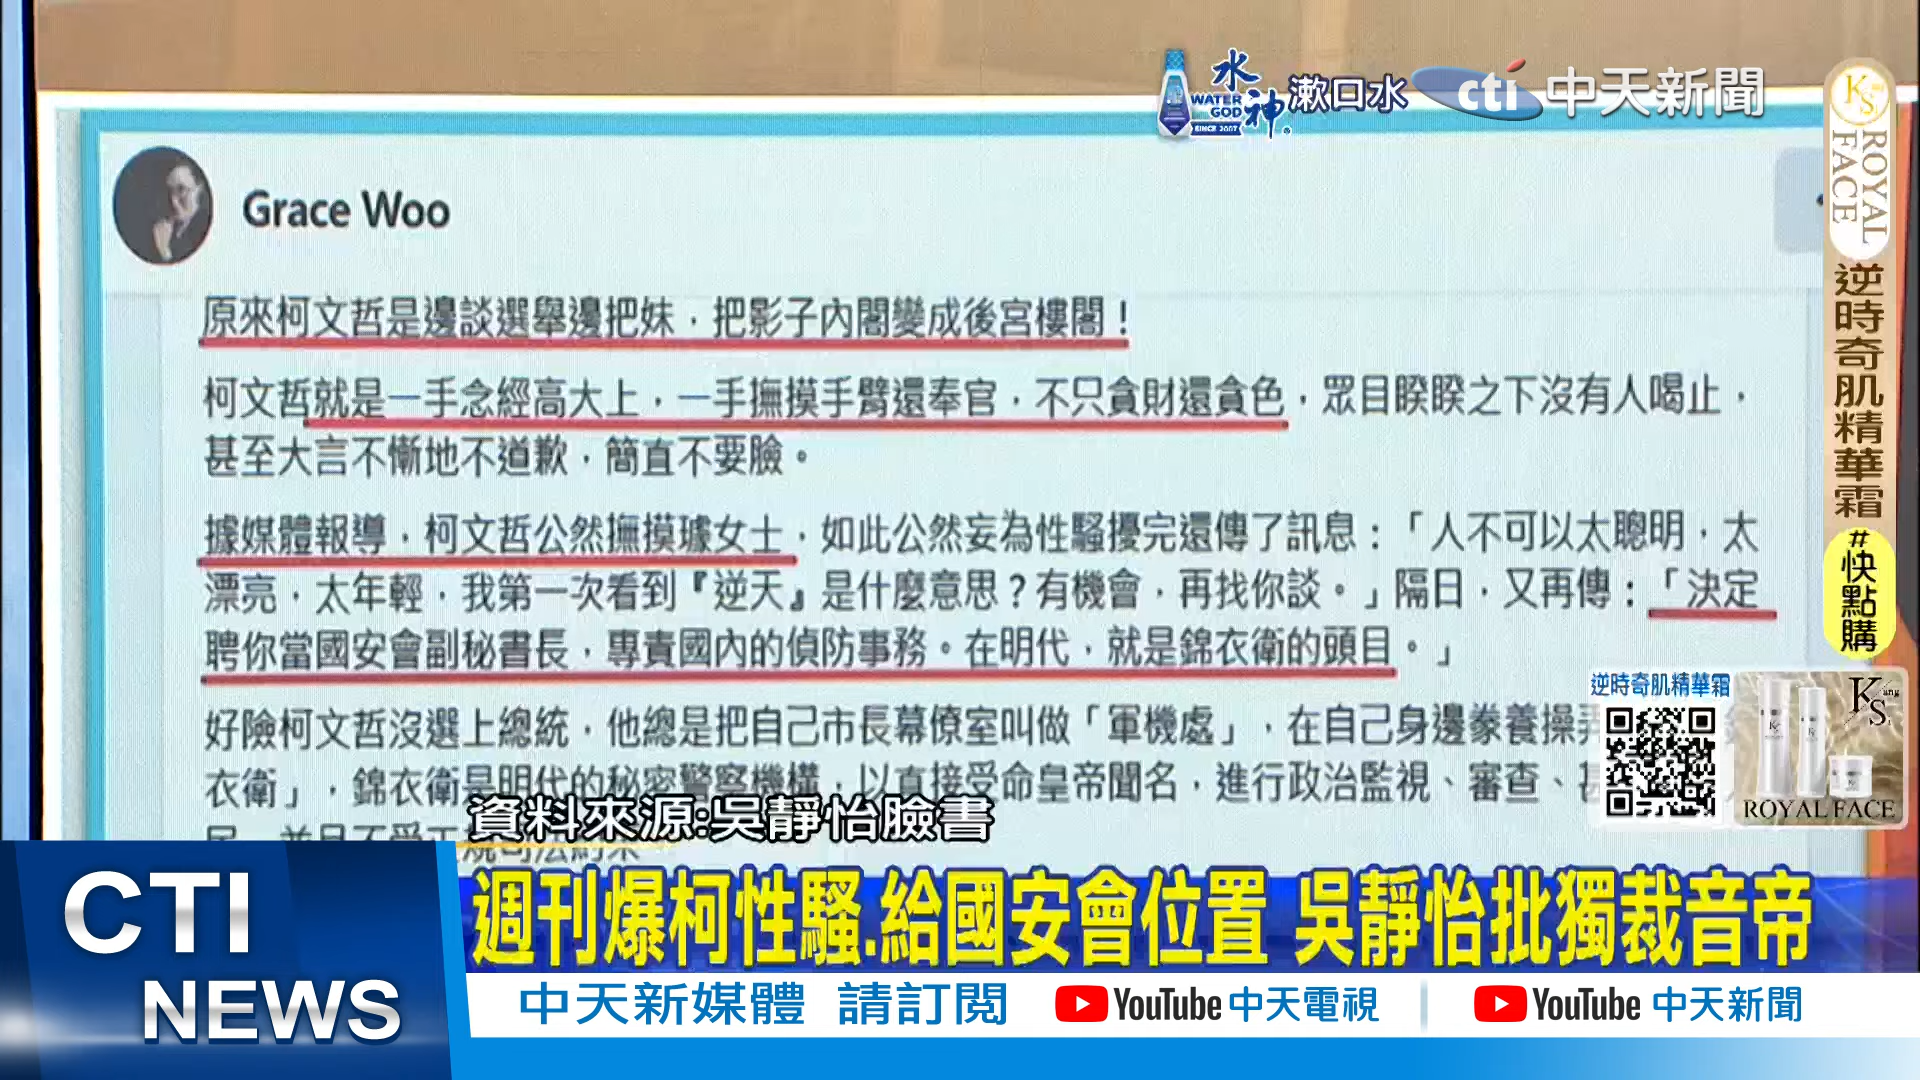 水神
WATER GOD
SINCE 2007
漱口水
cti 中天新聞
Grace Woo
原來柯文哲是邊談選舉邊把妹，把影子內閣變成後宮樓閣！
柯文哲就是一手念經高大上，一手撫摸手臂還奉官，不只貪財還貪色，眾目睽睽之下沒有人喝止，
甚至大言不慚地不道歉，簡直不要臉。
據媒體報導，柯文哲公然撫摸璩女士，如此公然妄為性騷擾完還傳了訊息：「人不可以太聰明，太
漂亮，太年輕，我第一次看到『逆天』是什麼意思？有機會，再找你談。」隔日，又再傳：「決定
聘你當國安會副秘書長，專責國內的偵防事務。在明代，就是錦衣衛的頭目。」
好險柯文哲沒選上總統，他總是把自己市長幕僚室叫做「軍機處」，在自己身邊豢養操弄
衣衛」，錦衣衛是明代的秘密警察機構，以直接受命皇帝聞名，進行政治監視、審查、
資料來源:吳靜怡臉書
週刊爆柯性騷.給國安會位置 吳靜怡批獨裁音帝
CTI
NEWS
中天新媒體 請訂閱 YouTube 中天電視 YouTube 中天新聞
KS
ROYAL FACE
逆時奇肌精華霜
#快點購
逆時奇肌精華霜
KS
ROYAL FACE